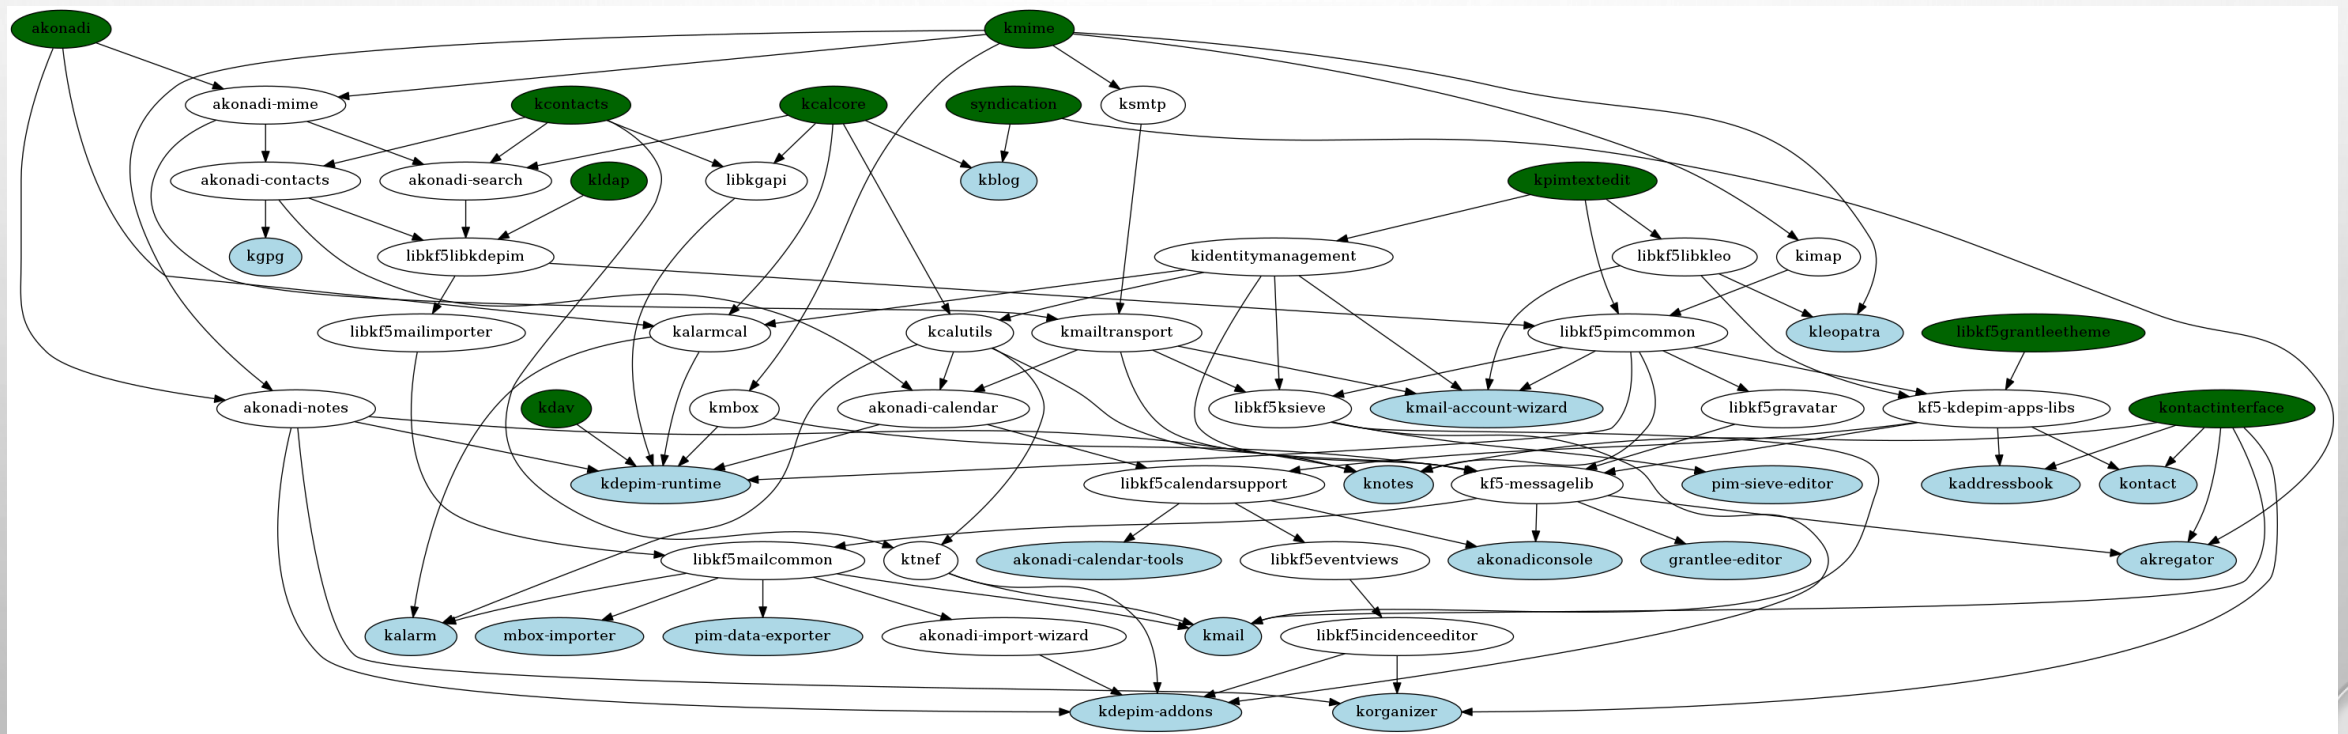 akonadi
kmime
akonadi-mime
kcontacts
kcalcore
syndication
ksmtp
akonadi-contacts
akonadi-search
kldap
libkgapi
kblog
kpimtextedit
kgpg
libkf5libkdepim
kidentitymanagement
libkf5libkleo
kimap
libkf5mailimporter
kalarmcal
kcalutils
kmailtransport
libkf5pimcommon
kleopatra
libkf5grantleetheme
akonadi-notes
kdav
kmbox
akonadi-calendar
libkf5ksieve
kmail-account-wizard
libkf5gravatar
kf5-kdepim-apps-libs
kontactinterface
kdepim-runtime
libkf5calendarsupport
knotes
kf5-messagelib
pim-sieve-editor
kaddressbook
kontact
libkf5mailcommon
ktnef
akonadi-calendar-tools
libkf5eventviews
akonadiconsole
grantlee-editor
akregator
kalarm
mbox-importer
pim-data-exporter
akonadi-import-wizard
kmail
libkf5incidenceeditor
kdepim-addons
korganizer